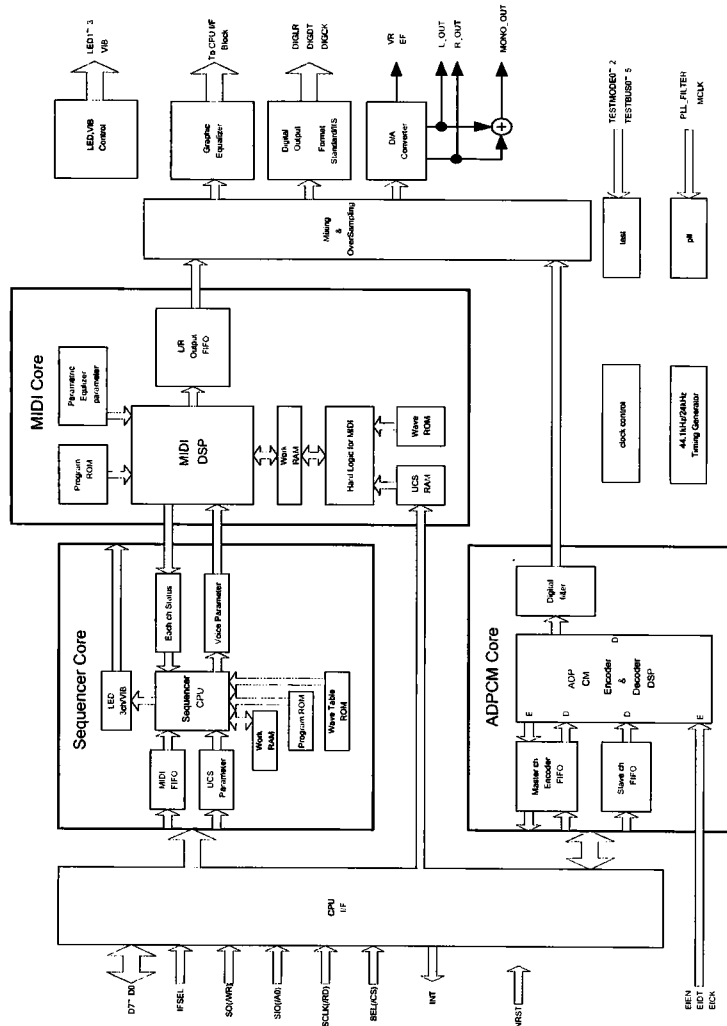 LED1~3
VIB
To CPU I/F
Block
DIGLR
DIGDT
DIGCK
VR
EF
L_OUT
R_OUT
MONO_OUT
TESTMODE0~2
TESTBUS0~5
PLL_FILTER
MCLK
LED,VIB
Control
Graphic
Equalizer
Digital
Output
Format
Standard/IIS
D/A
Converter
+
Mixing
&
OverSampling
test
pll
MIDI Core
Parametric
Equlizer
parameter
Program
ROM
L/R
Output
FIFO
MIDI
DSP
Work
RAM
Hard Logic for MIDI
Wave
ROM
UCS
RAM
clock control
44.1kHz/24kHz
Timing Generator
Sequencer Core
LED
3ch/VIB
Each ch Status
Voice Parameter
Sequencer
CPU
MIDI
FIFO
UCS
Parameter
Work
RAM
Program ROM
Wave Table
ROM
ADPCM Core
Digital
filter
ADP
CM
Encoder
&
Decoder
DSP
D
E
D
D
E
Master ch
Encoder
FIFO
Slave ch
FIFO
CPU
I/F
D7~D0
IFSEL
SO(/WR)
SIO(/A0)
SCLK(/RD)
SEL(/CS)
INT
NRST
EIEN
EIDT
EICK